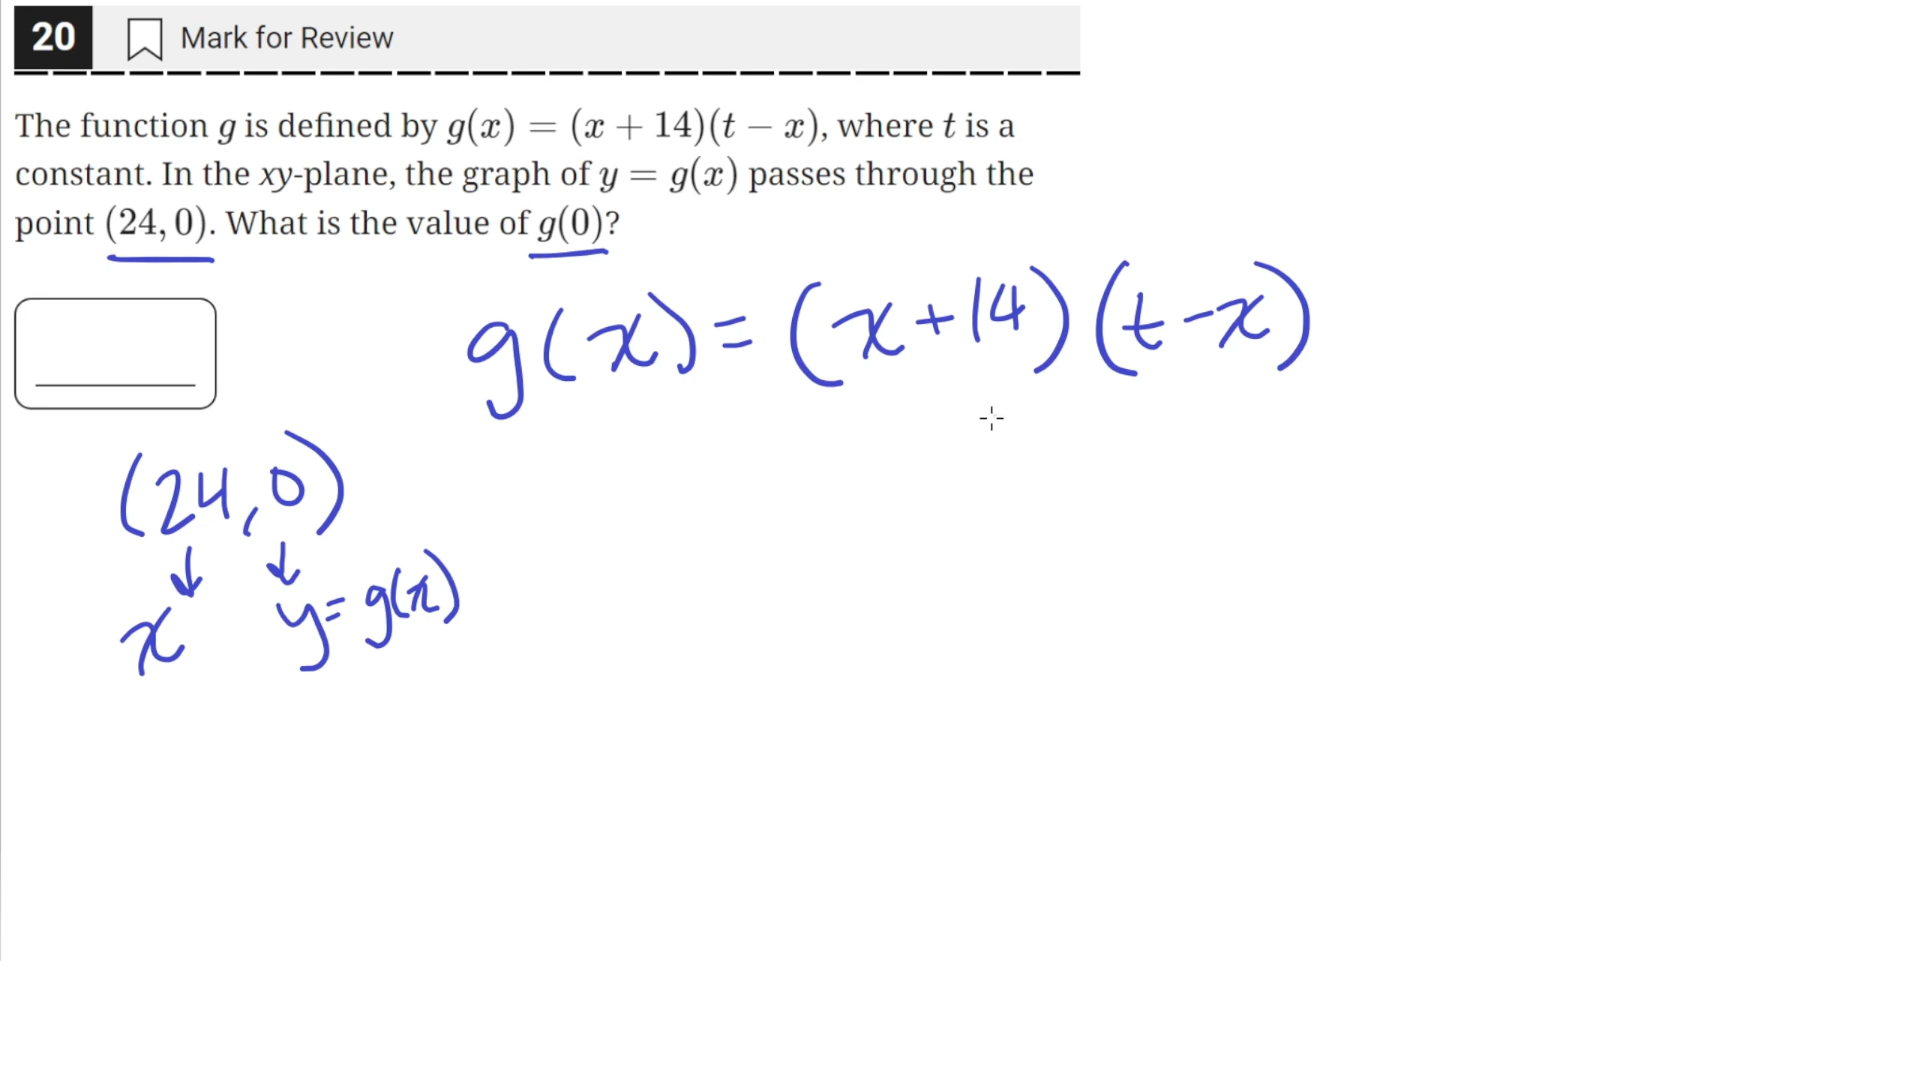 20 Mark for Review
The function g is defined by g(x) = (x + 14)(t − x), where t is a
constant. In the xy-plane, the graph of y = g(x) passes through the
point (24, 0). What is the value of g(0)?
g(x) = (x+14)(t-x)
(24,0)
x y= g(x)